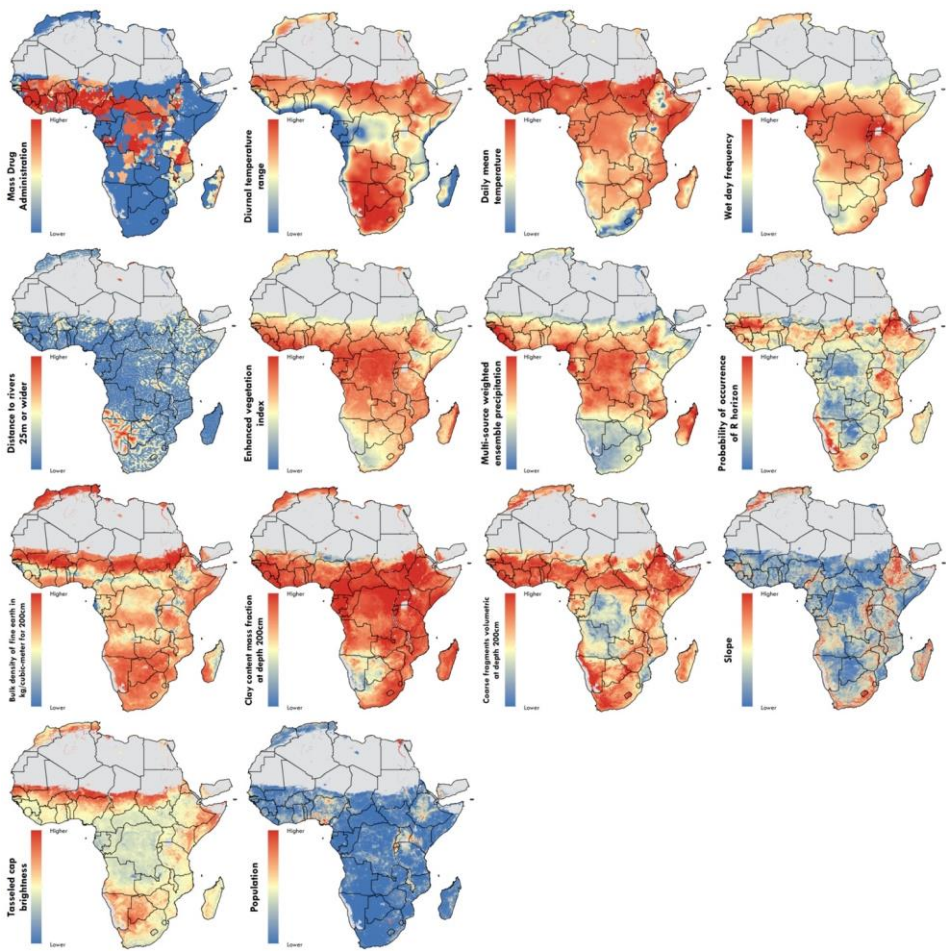 Mass Drug
Administration
Higher
Lower
Diurnal temperature
range
Higher
Lower
Daily mean
temperature
Higher
Lower
Wet day frequency
Higher
Lower
Distance to rivers
25m or wider
Higher
Lower
Enhanced vegetation
index
Higher
Lower
Multi-source weighted
ensemble precipitation
Higher
Lower
Probability of occurrence
of R horizon
Higher
Lower
Bulk density of fine earth in
kg/cubic-meter for 200cm
Higher
Lower
Clay content mass fraction
at depth 200cm
Higher
Lower
Coarse fragments volumetric
at depth 200cm
Higher
Lower
Slope
Higher
Lower
Tasseled cap
brightness
Higher
Lower
Population
Higher
Lower